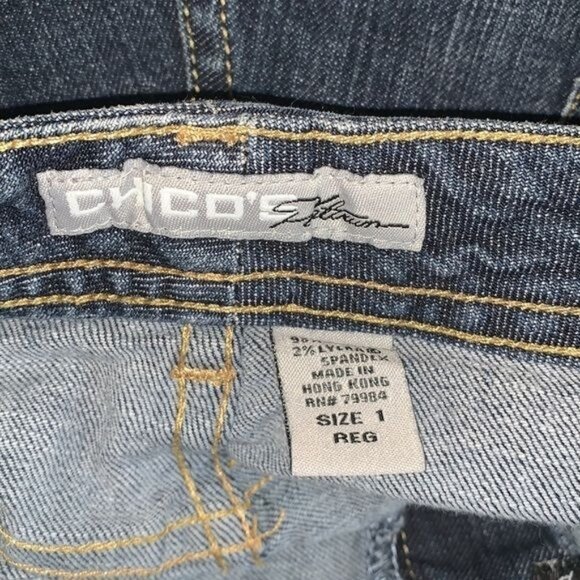 CHICO'S
2% LYCRA®
SPANDEX
MADE IN
HONG KONG
RN# 79984
SIZE 1
REG